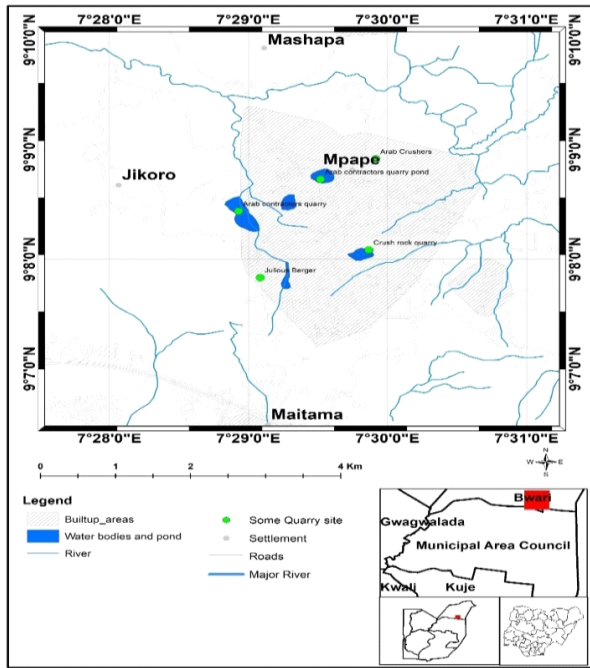 7°28'0"E 7°29'0"E 7°30'0"E 7°31'0"E
Mashapa
9°10'0"N 9°10'0"N
9°9'0"N 9°9'0"N
Arab Crushers
Mpape
Arab contractors quarry pond
Jikoro
Arab contractors quarry
Crush rock quarry
9°8'0"N 9°8'0"N
Julious Berger
9°7'0"N 9°7'0"N
Maitama
7°28'0"E 7°29'0"E 7°30'0"E 7°31'0"E
N
W E
S
0 1 2 4 Km
Legend
Builtup_areas
Water bodies and pond
River
Some Quarry site
Settlement
Roads
Major River
Bwari
Gwagwalada
Municipal Area Council
Kwali Kuje